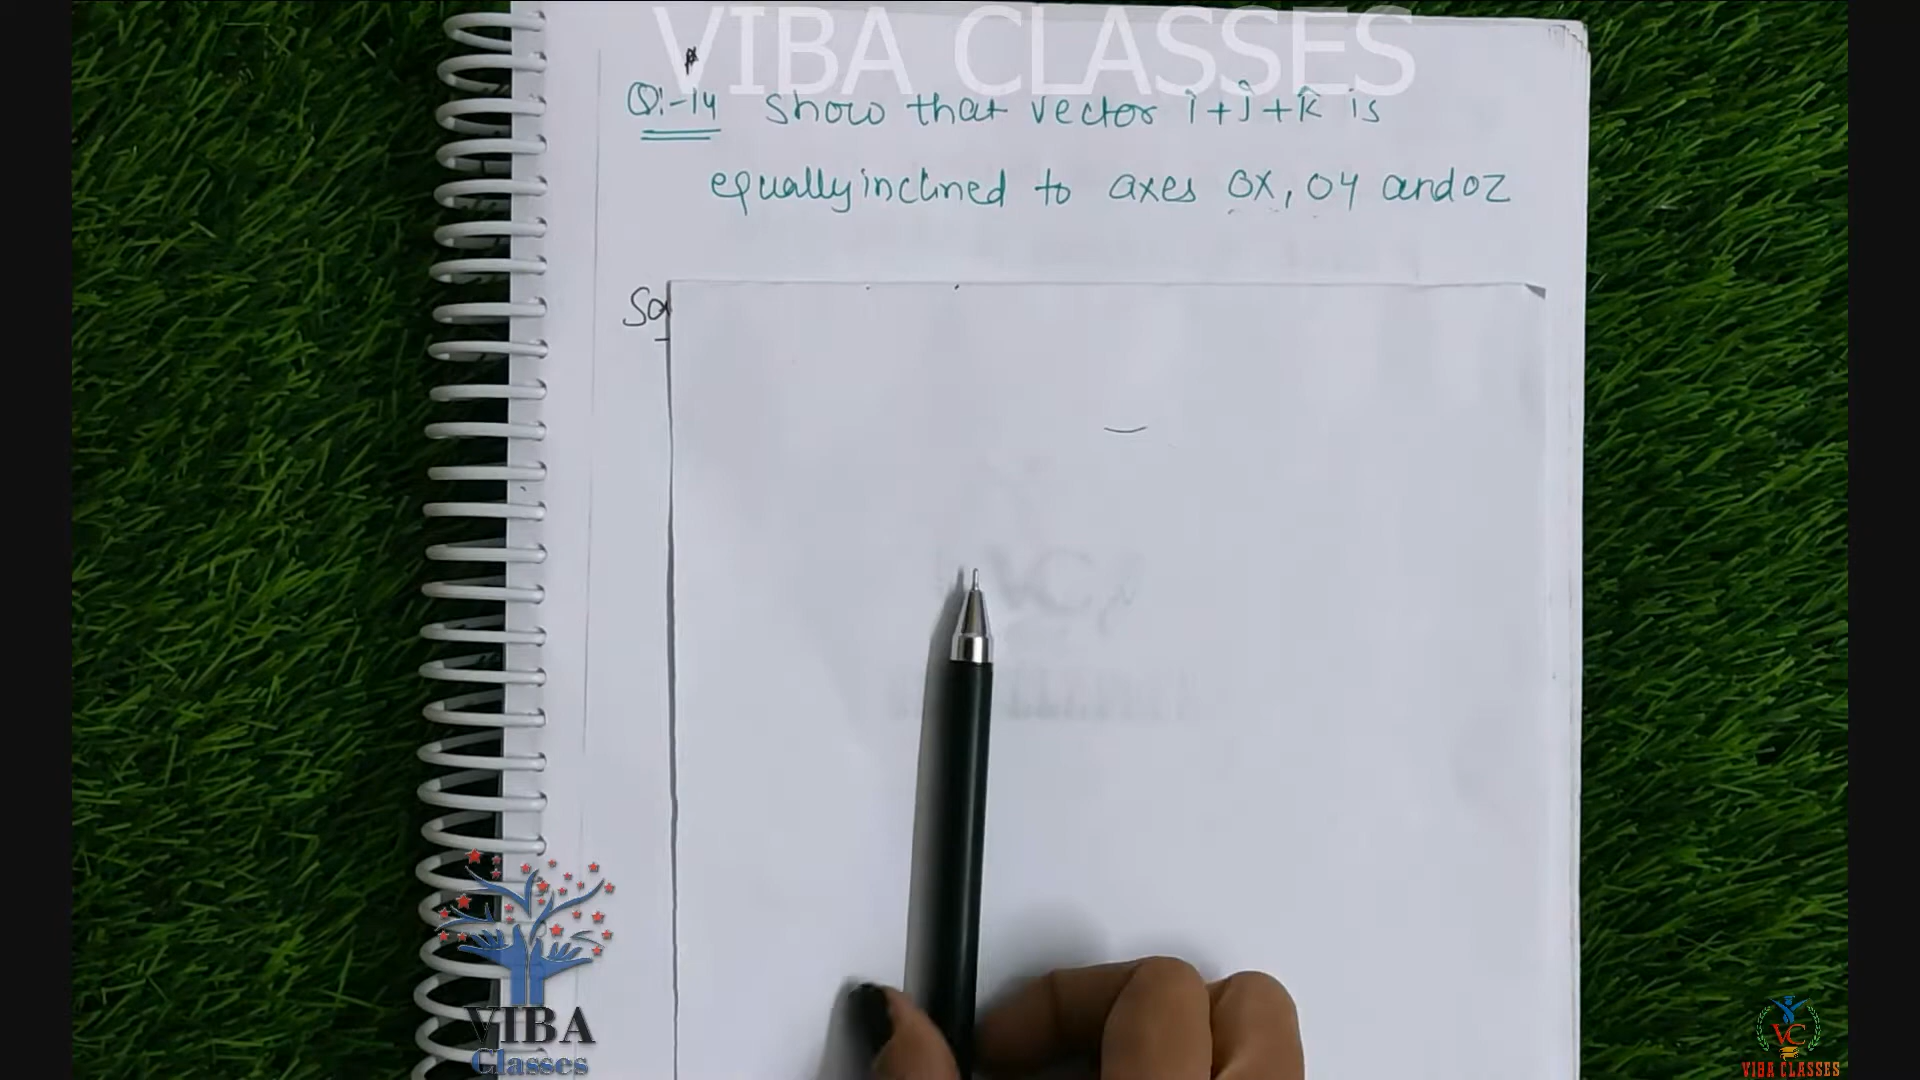 VIBA CLASSES
Q:-14 Show that vector î+ĵ+k̂ is
equally inclined to axes OX, OY and OZ
VIBA
Classes
VC
VIBA CLASSES